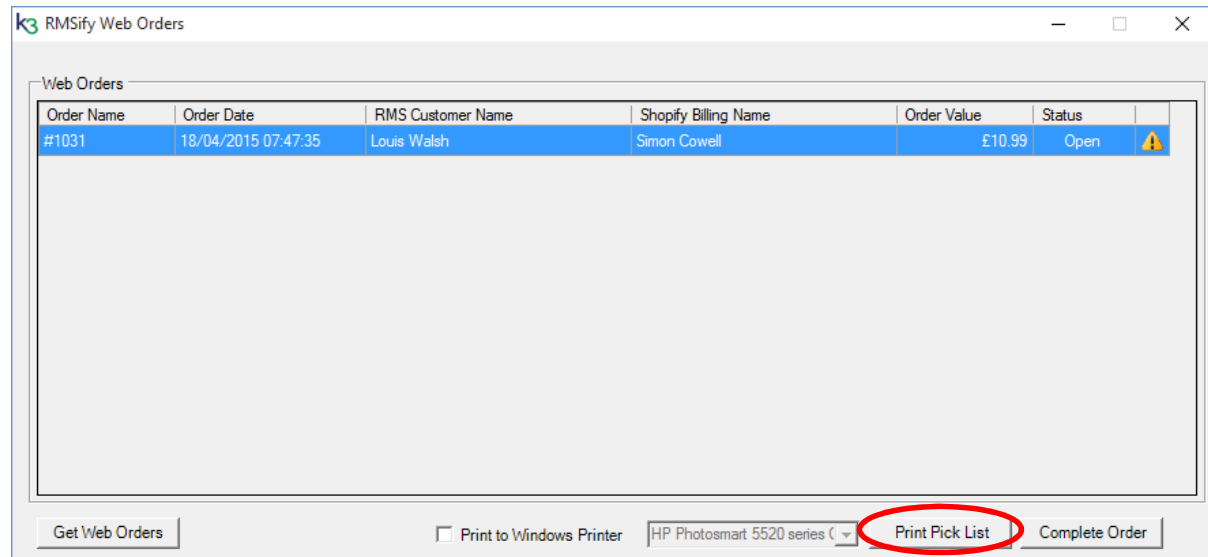 k3 RMSify Web Orders
Web Orders
Order Name Order Date RMS Customer Name Shopify Billing Name Order Value Status
#1031 18/04/2015 07:47:35 Louis Walsh Simon Cowell £10.99 Open
Get Web Orders Print to Windows Printer HP Photosmart 5520 series ( Print Pick List Complete Order